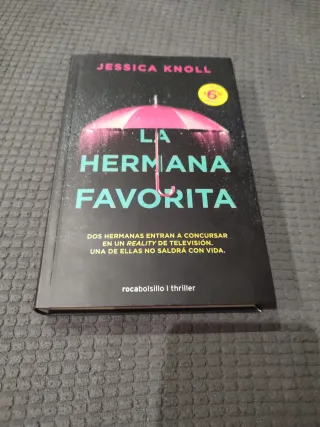 JESSICA KNOLL
LA
HERMANA
FAVORITA
DOS HERMANAS ENTRAN A CONCURSAR
EN UN REALITY DE TELEVISIÓN.
UNA DE ELLAS NO SALDRÁ CON VIDA.
rocabolsillo | thriller